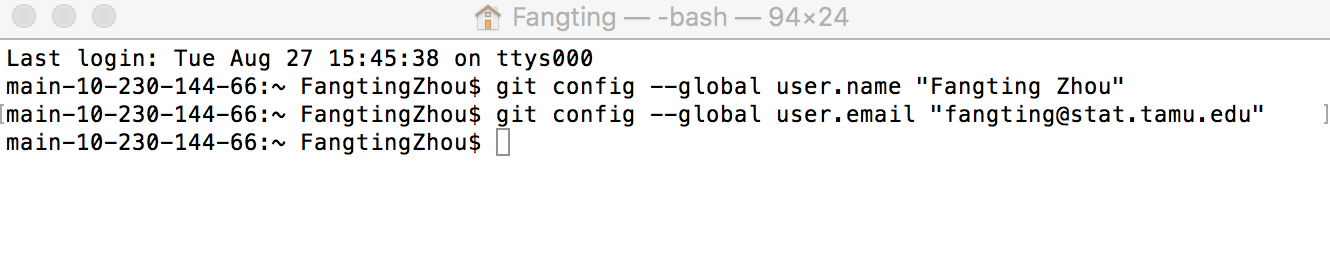 Fangting — -bash — 94×24
Last login: Tue Aug 27 15:45:38 on ttys000
main-10-230-144-66:~ FangtingZhou$ git config --global user.name "Fangting Zhou"
main-10-230-144-66:~ FangtingZhou$ git config --global user.email "fangting@stat.tamu.edu"
main-10-230-144-66:~ FangtingZhou$